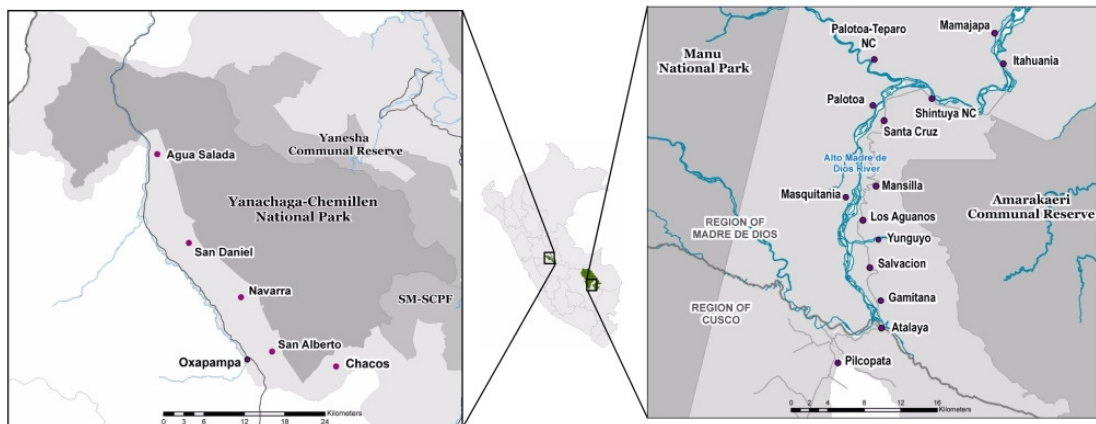 Agua Salada
Yanesha
Communal Reserve
Yanachaga-Chemillen
National Park
San Daniel
Navarra
SM-SCPF
San Alberto
Oxapampa
Chacos
Kilometers
0 3 6 12 18 24
Mamajapa
Palotoa-Teparo
NC
Manu
National Park
Itahuania
Palotoa
Shintuya NC
Santa Cruz
Alto Madre de
Dios River
Mansilla
Masquitania
Amarakaeri
Communal Reserve
Los Aguanos
REGION OF
MADRE DE DIOS
Yunguyo
Salvacion
Gamitana
REGION OF
CUSCO
Atalaya
Pilcopata
Kilometers
0 2 4 8 12 16